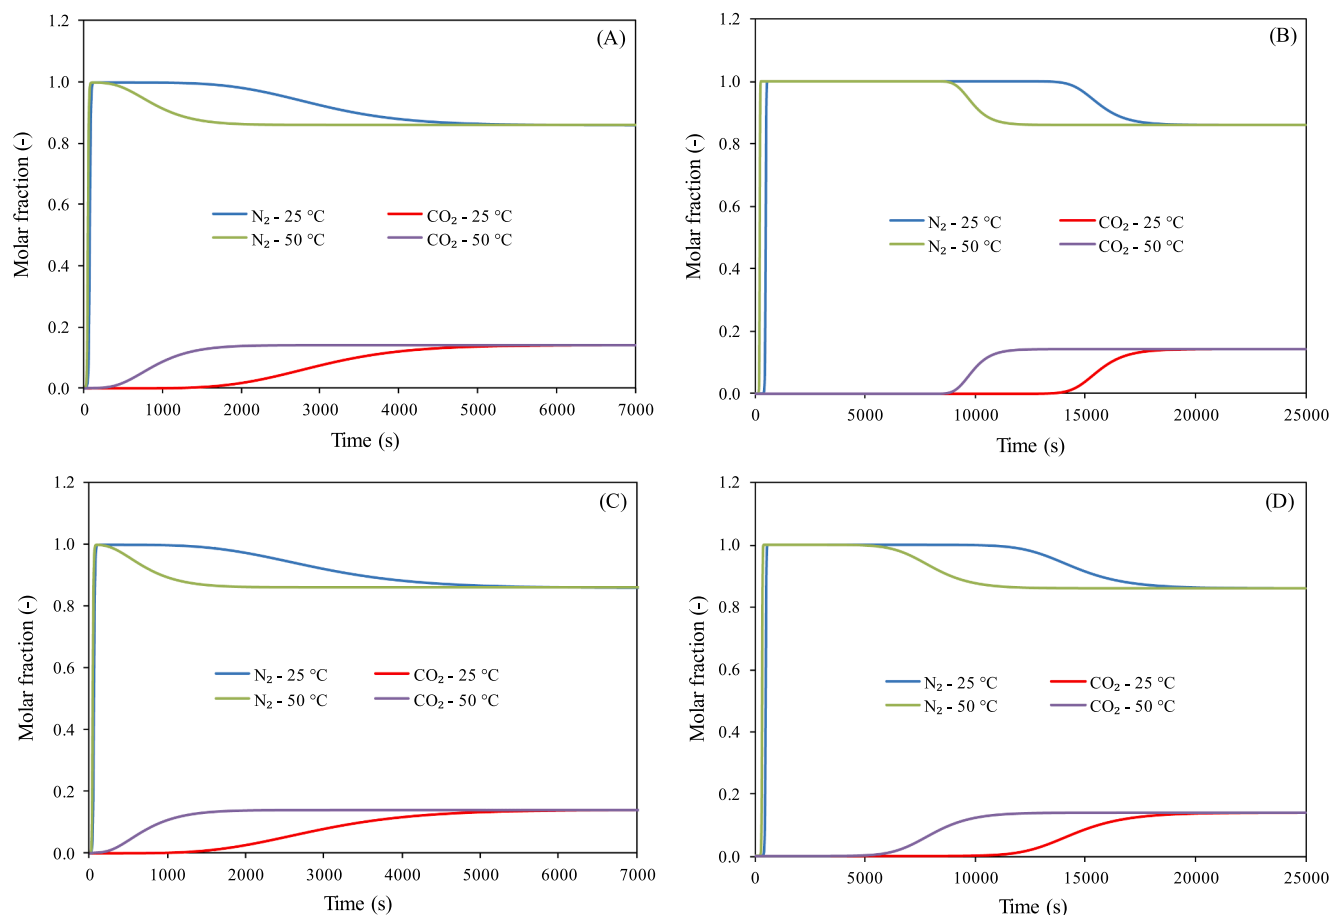 (A)
1.2
1.0
0.8
0.6
0.4
0.2
0.0
Molar fraction (-)
N₂ - 25 °C
CO₂ - 25 °C
N₂ - 50 °C
CO₂ - 50 °C
0 1000 2000 3000 4000 5000 6000 7000
Time (s)
(B)
1.2
1.0
0.8
0.6
0.4
0.2
0.0
Molar fraction (-)
N₂ - 25 °C
CO₂ - 25 °C
N₂ - 50 °C
CO₂ - 50 °C
0 5000 10000 15000 20000 25000
Time (s)
(C)
1.2
1.0
0.8
0.6
0.4
0.2
0.0
Molar fraction (-)
N₂ - 25 °C
CO₂ - 25 °C
N₂ - 50 °C
CO₂ - 50 °C
0 1000 2000 3000 4000 5000 6000 7000
Time (s)
(D)
1.2
1.0
0.8
0.6
0.4
0.2
0.0
Molar fraction (-)
N₂ - 25 °C
CO₂ - 25 °C
N₂ - 50 °C
CO₂ - 50 °C
0 5000 10000 15000 20000 25000
Time (s)